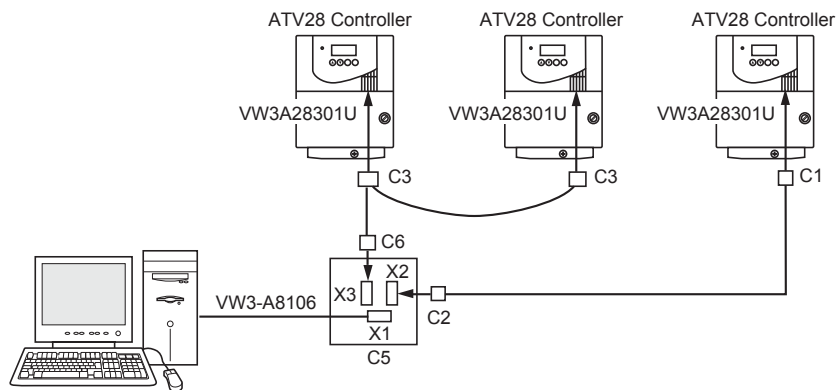 ATV28 Controller
ATV28 Controller
ATV28 Controller
VW3A28301U
VW3A28301U
VW3A28301U
C3
C3
C1
C6
X2
X3
C2
VW3-A8106
X1
C5